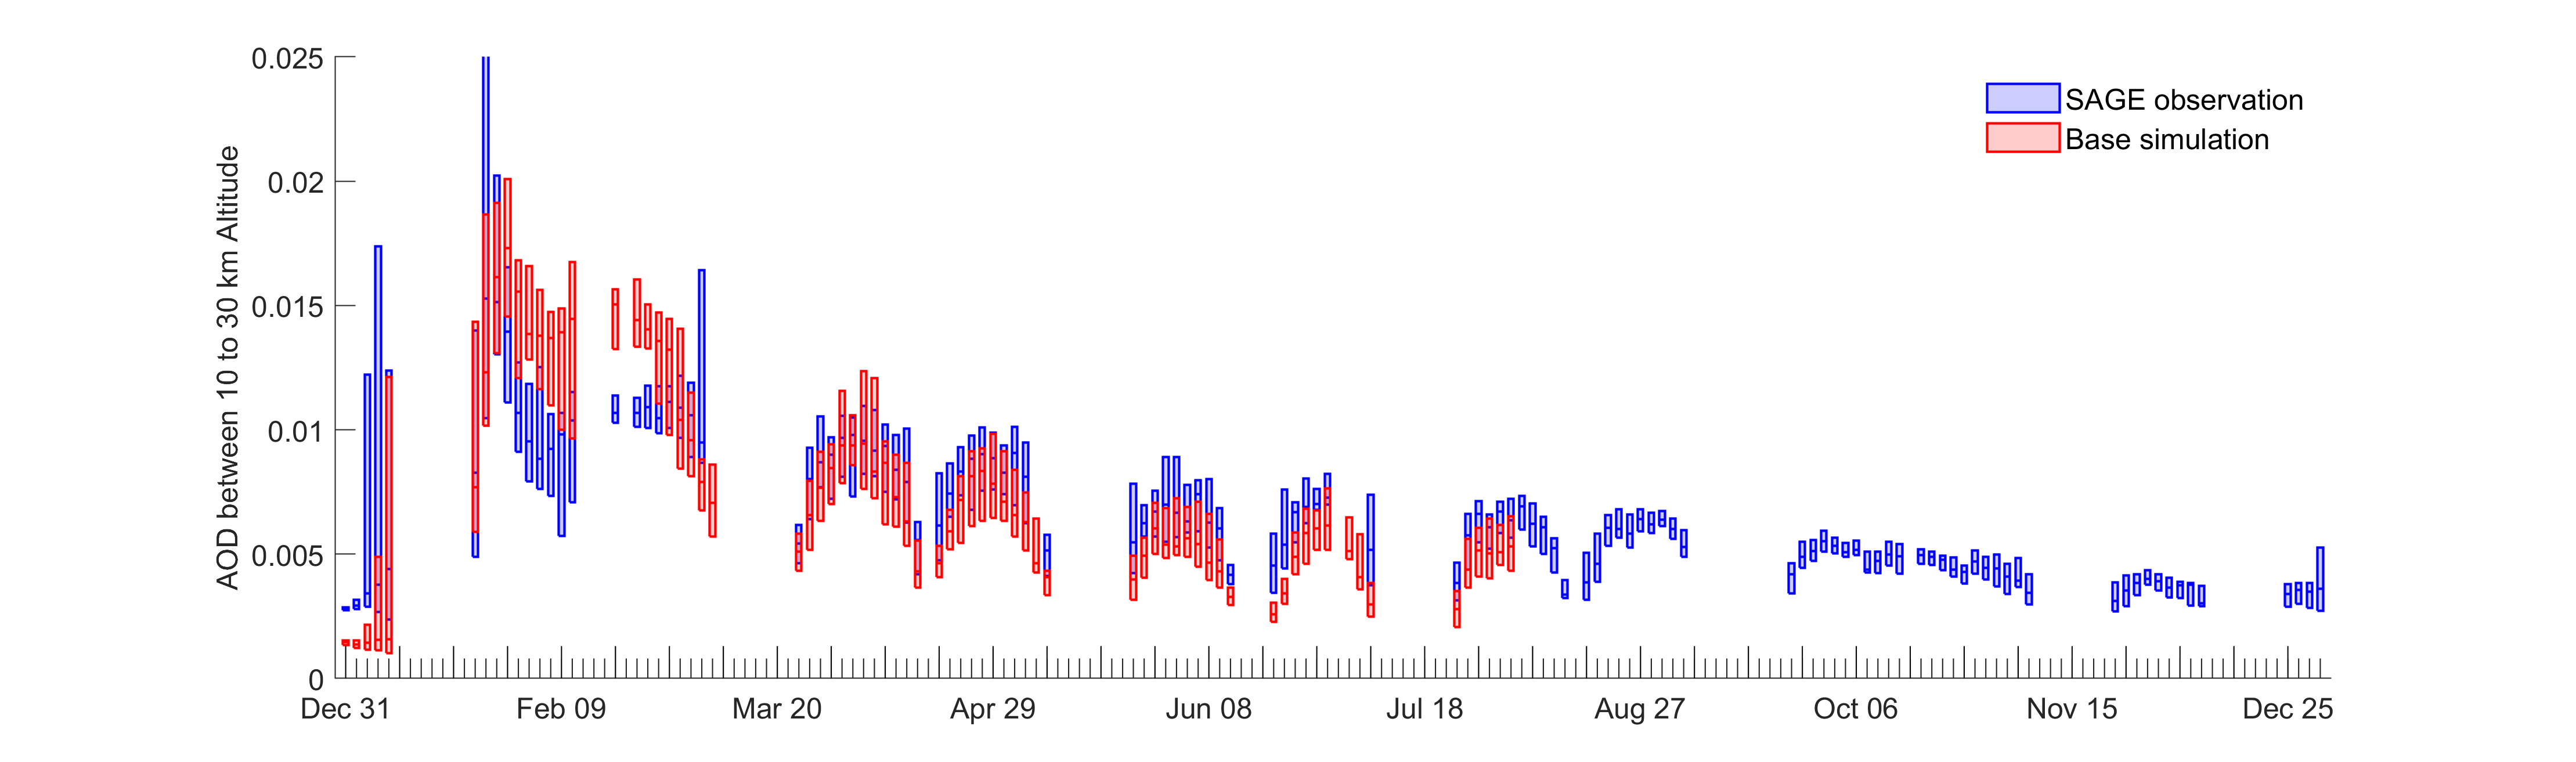 AOD between 10 to 30 km Altitude
0.025
0.02
0.015
0.01
0.005
0
Dec 31 Feb 09 Mar 20 Apr 29 Jun 08 Jul 18 Aug 27 Oct 06 Nov 15 Dec 25
SAGE observation
Base simulation